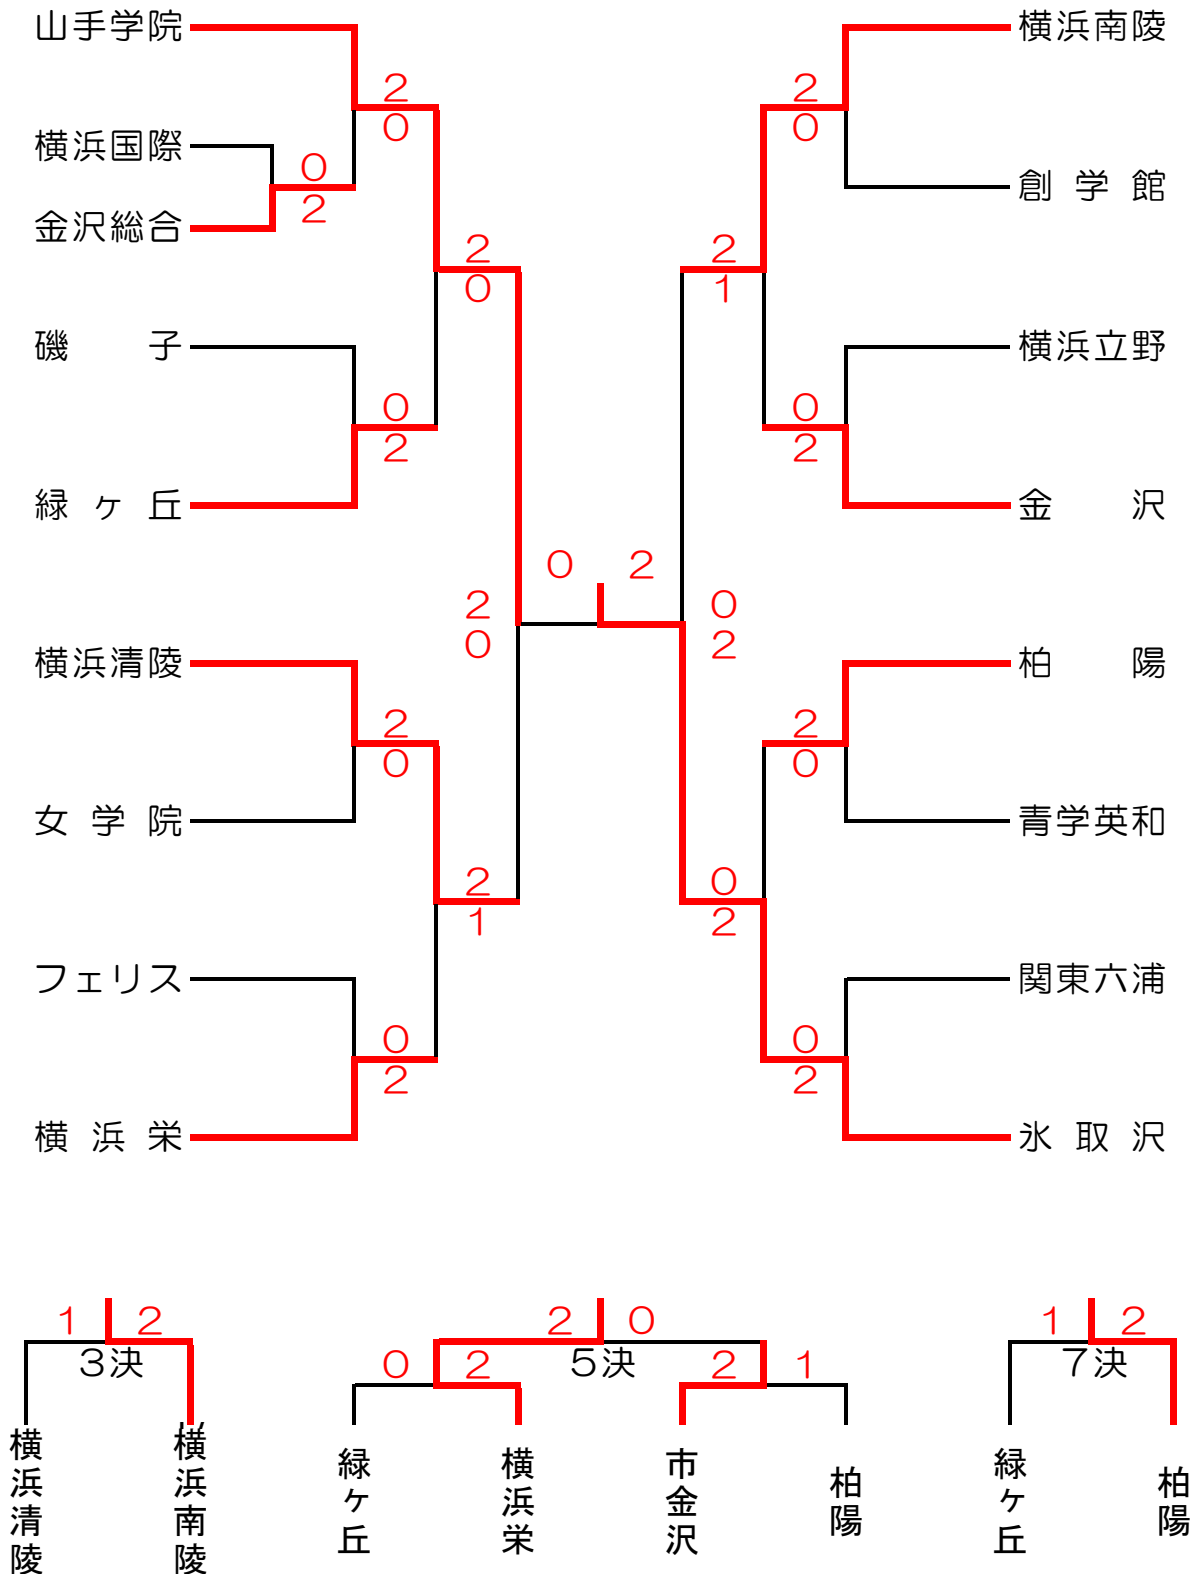 山手学院
横浜南陵
2
0
2
0
横浜国際
0
2
創学館
金沢総合
2
0
2
1
磯子
横浜立野
0
2
0
2
緑ヶ丘
金沢
0 2
2
0
0
2
横浜清陵
柏陽
2
0
2
0
女学院
青学英和
2
1
0
2
フェリス
関東六浦
0
2
0
2
横浜栄
氷取沢
1 2
3決
横浜清陵
横浜南陵
2 0
5決
0 2
2 1
緑ヶ丘
横浜栄
市金沢
柏陽
1 2
7決
緑ヶ丘
柏陽